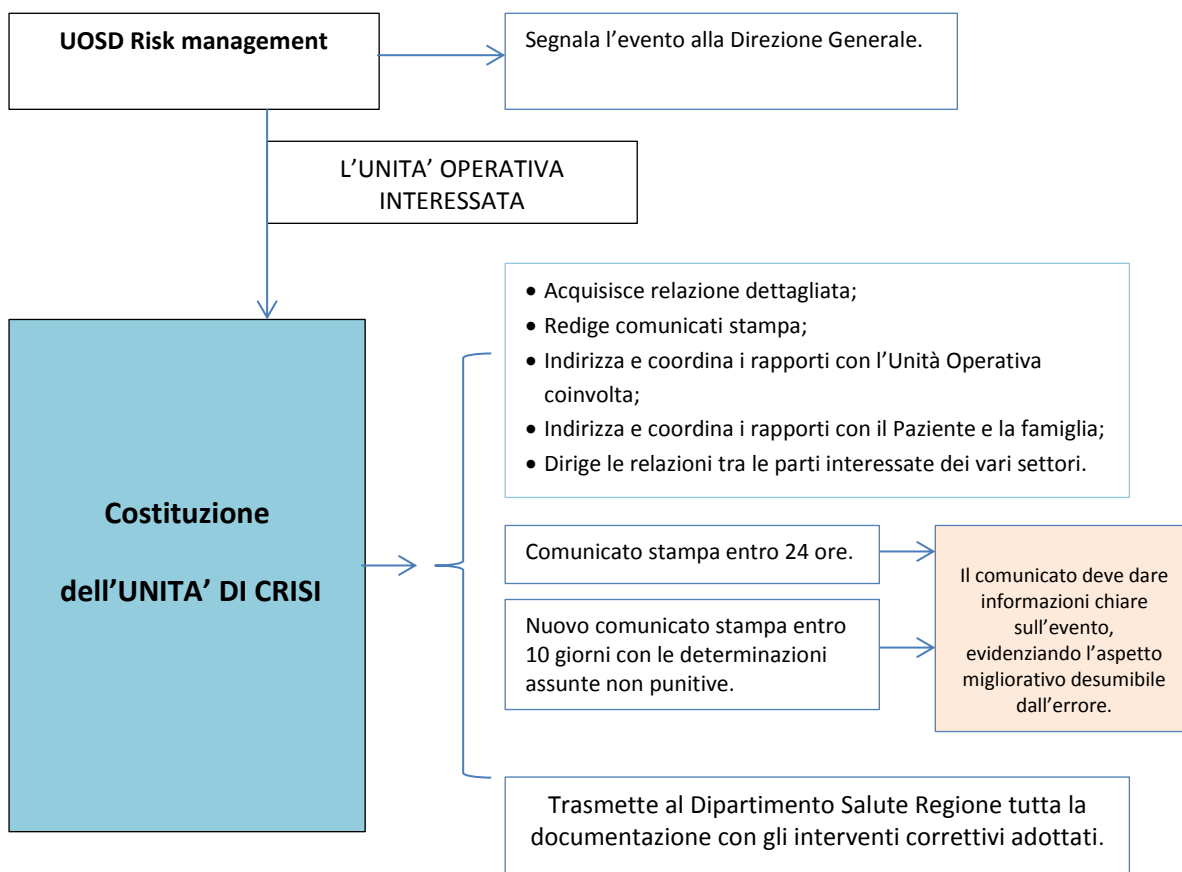 UOSD Risk management
Segnala l’evento alla Direzione Generale.
L’UNITA’ OPERATIVA
INTERESSATA
• Acquisisce relazione dettagliata;
• Redige comunicati stampa;
• Indirizza e coordina i rapporti con l’Unità Operativa
coinvolta;
• Indirizza e coordina i rapporti con il Paziente e la famiglia;
• Dirige le relazioni tra le parti interessate dei vari settori.
Costituzione
dell’UNITA’ DI CRISI
Comunicato stampa entro 24 ore.
Nuovo comunicato stampa entro
10 giorni con le determinazioni
assunte non punitive.
Il comunicato deve dare
informazioni chiare
sull’evento,
evidenziando l’aspetto
migliorativo desumibile
dall’errore.
Trasmette al Dipartimento Salute Regione tutta la
documentazione con gli interventi correttivi adottati.